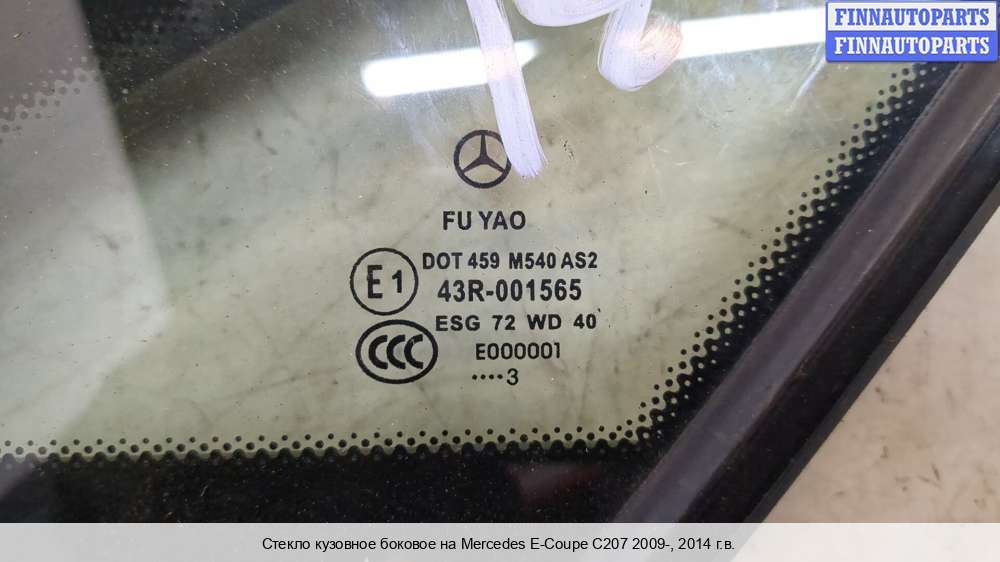 FINNAUTOPARTS
FINNAUTOPARTS
FU YAO
DOT 459 M540 AS2
E1
43R-001565
ESG 72 WD 40
CCC
E000001
....3
Стекло кузовное боковое на Mercedes E-Coupe C207 2009-, 2014 г.в.